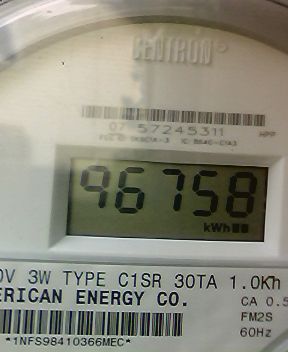 CENTRON®
07 57245311 HPP
96758
kWh
0V 3W TYPE C1SR 30TA 1.0Kh
ERICAN ENERGY CO.
CA 0.5
FM2S
*1NFS98410366MEC*
60Hz